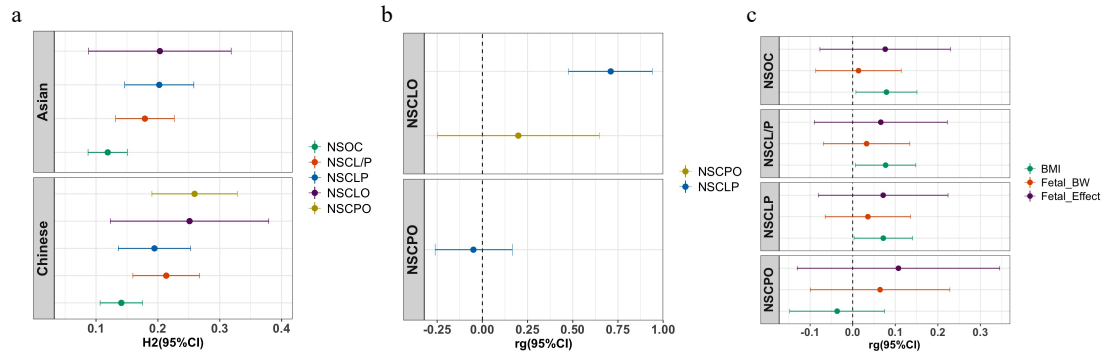 a
Asian
Chinese
0.1 0.2 0.3 0.4
H2(95%CI)
NSOC
NSCL/P
NSCLP
NSCLO
NSCPO
b
NSCLO
NSCPO
-0.25 0.00 0.25 0.50 0.75 1.00
rg(95%CI)
NSCPO
NSCLP
c
NSOC
NSCL/P
NSCLP
NSCPO
-0.1 0.0 0.1 0.2 0.3
rg(95%CI)
BMI
Fetal_BW
Fetal_Effect